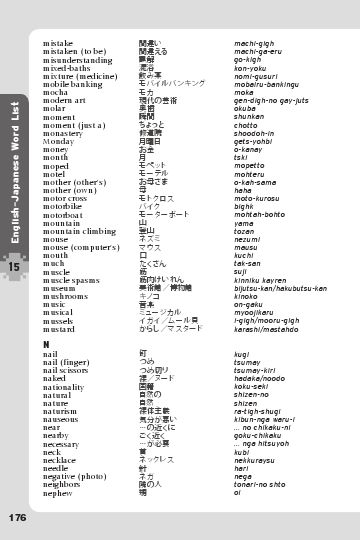 mistake 間違い machi-gigh
mistaken (to be) 間違える machi-ga-eru
misunderstanding 誤解 go-kigh
mixed-baths 混浴 kon-yoku
mixture (medicine) 飲み薬 nomi-gusuri
mobile banking モバイルバンキング mobairu-bankingu
mocha モカ moka
modern art 現代の芸術 gen-digh-no gay-juts
molar 奥歯 okuba
moment 瞬間 shunkan
moment (just a) ちょっと chotto
monastery 修道院 shoodoh-in
Monday 月曜日 gets-yohbi
money お金 o-kanay
month 月 tski
moped モペット mopetto
motel モーテル mohteru
mother (other's) お母さま o-kah-sama
mother (own) 母 haha
motor cross モトクロス moto-kurosu
motorbike バイク bighk
motorboat モーターボート mohtah-bohto
mountain 山 yama
mountain climbing 登山 tozan
mouse ネズミ nezumi
mouse (computer's) マウス mausu
mouth 口 kuchi
much たくさん tak-san
muscle 筋 suji
muscle spasms 筋肉けいれん kinniku kayren
museum 美術館／博物館 bijutsu-kan/hakubutsu-kan
mushrooms キノコ kinoko
music 音楽 on-gaku
musical ミュージカル myoojikaru
mussels イガイ／ムール貝 i-gigh/mooru-gigh
mustard からし／マスタード karashi/mastahdo
N
nail 釘 kugi
nail (finger) つめ tsumay
nail scissors つめ切り tsumay-kiri
naked 裸／ヌード hadaka/noodo
nationality 国籍 koku-seki
natural 自然の shizen-no
nature 自然 shizen
naturism 裸体主義 ra-tigh-shugi
nauseous 気分が悪い kibun-nga waru-i
near …の近くに ... no chikaku-ni
nearby ごく近く goku-chikaku
necessary …が必要 ... nga hitsuyoh
neck 首 kubi
necklace ネックレス nekkuraysu
needle 針 hari
negative (photo) ネガ nega
neighbors 隣の人 tonari-no shto
nephew 甥 oi
English–Japanese Word List
15
176